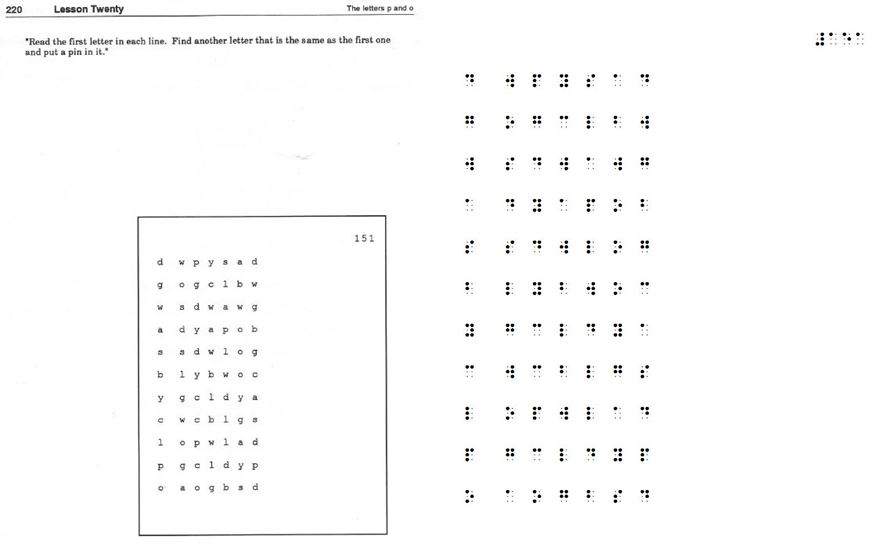 220 Lesson Twenty The letters p and o
"Read the first letter in each line. Find another letter that is the same as the first one
and put a pin in it."
151
d w p y s a d
g o g c l b w
w s d w a w g
a d y a p o b
s s d w l o g
b l y b w o c
y g c l d y a
c w c b l g s
l o p w l a d
p g c l d y p
o a o g b s d
⠼⠁⠑⠁
⠙ ⠺ ⠏ ⠽ ⠎ ⠁ ⠙
⠛ ⠕ ⠛ ⠉ ⠇ ⠃ ⠺
⠺ ⠎ ⠙ ⠺ ⠁ ⠺ ⠛
⠁ ⠙ ⠽ ⠁ ⠏ ⠕ ⠃
⠎ ⠎ ⠙ ⠺ ⠇ ⠕ ⠛
⠃ ⠇ ⠽ ⠃ ⠺ ⠕ ⠉
⠽ ⠛ ⠉ ⠇ ⠙ ⠽ ⠁
⠉ ⠺ ⠉ ⠃ ⠇ ⠛ ⠎
⠇ ⠕ ⠏ ⠺ ⠇ ⠁ ⠙
⠏ ⠛ ⠉ ⠇ ⠙ ⠽ ⠏
⠕ ⠁ ⠕ ⠛ ⠃ ⠎ ⠙